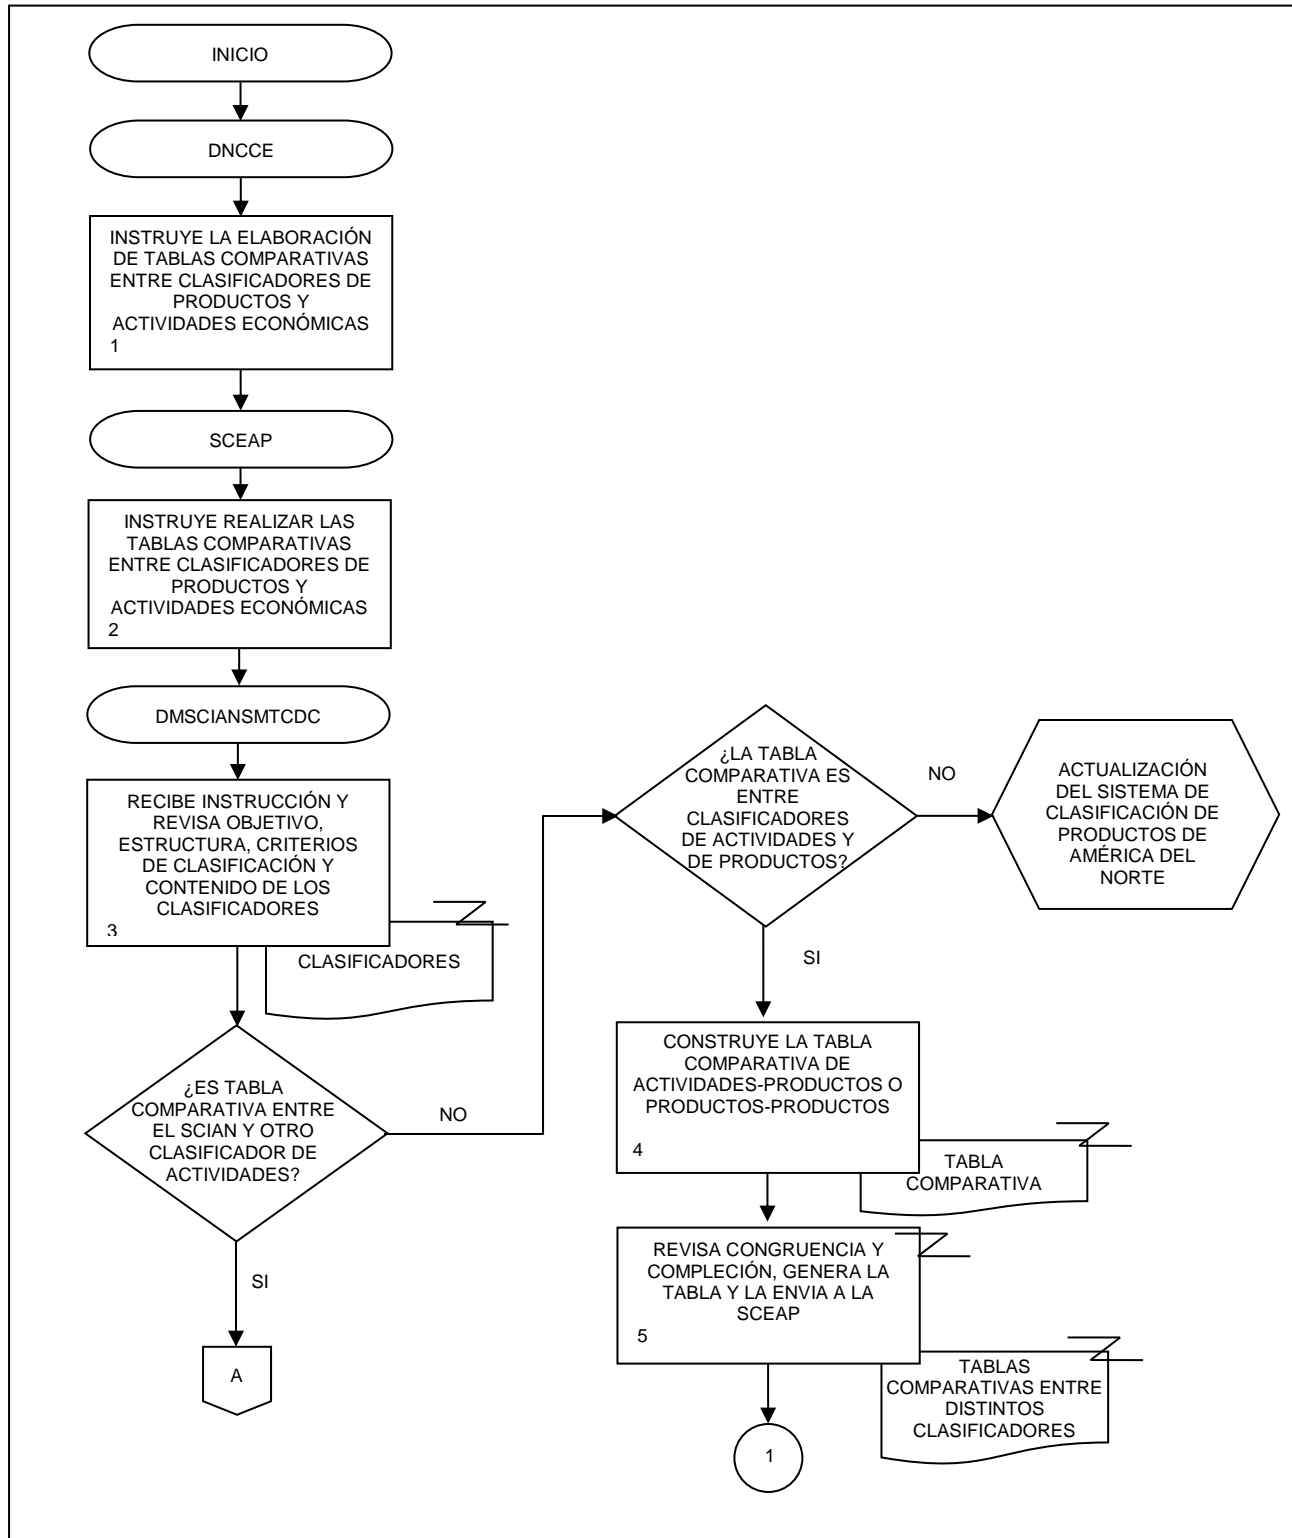 INICIO
DNCCE
INSTRUYE LA ELABORACIÓN
DE TABLAS COMPARATIVAS
ENTRE CLASIFICADORES DE
PRODUCTOS Y
ACTIVIDADES ECONÓMICAS
1
SCEAP
INSTRUYE REALIZAR LAS
TABLAS COMPARATIVAS
ENTRE CLASIFICADORES DE
PRODUCTOS Y
ACTIVIDADES ECONÓMICAS
2
DMSCIANSMTCDC
RECIBE INSTRUCCIÓN Y
REVISA OBJETIVO,
ESTRUCTURA, CRITERIOS
DE CLASIFICACIÓN Y
CONTENIDO DE LOS
CLASIFICADORES
3
CLASIFICADORES
¿ES TABLA
COMPARATIVA ENTRE
EL SCIAN Y OTRO
CLASIFICADOR DE
ACTIVIDADES?
NO
SI
A
¿LA TABLA
COMPARATIVA ES
ENTRE
CLASIFICADORES
DE ACTIVIDADES Y
DE PRODUCTOS?
NO
ACTUALIZACIÓN
DEL SISTEMA DE
CLASIFICACIÓN DE
PRODUCTOS DE
AMÉRICA DEL
NORTE
SI
CONSTRUYE LA TABLA
COMPARATIVA DE
ACTIVIDADES-PRODUCTOS O
PRODUCTOS-PRODUCTOS
4
TABLA
COMPARATIVA
REVISA CONGRUENCIA Y
COMPLECIÓN, GENERA LA
TABLA Y LA ENVIA A LA
SCEAP
5
TABLAS
COMPARATIVAS ENTRE
DISTINTOS
CLASIFICADORES
1